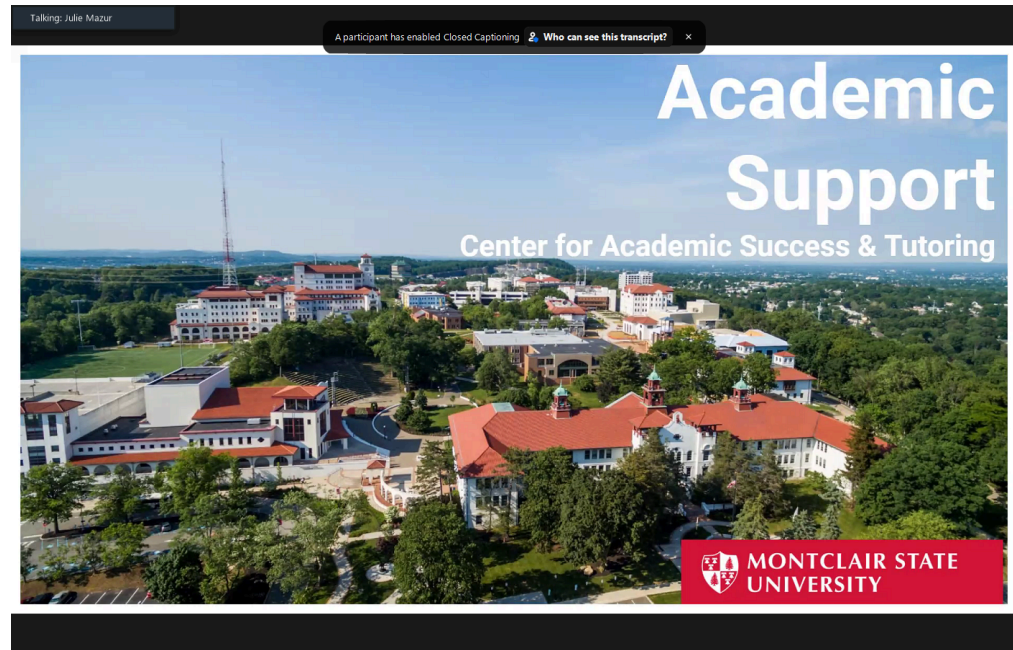 Talking: Julie Mazur
A participant has enabled Closed Captioning Who can see this transcript?
Academic
Support
Center for Academic Success & Tutoring
MONTCLAIR STATE
UNIVERSITY